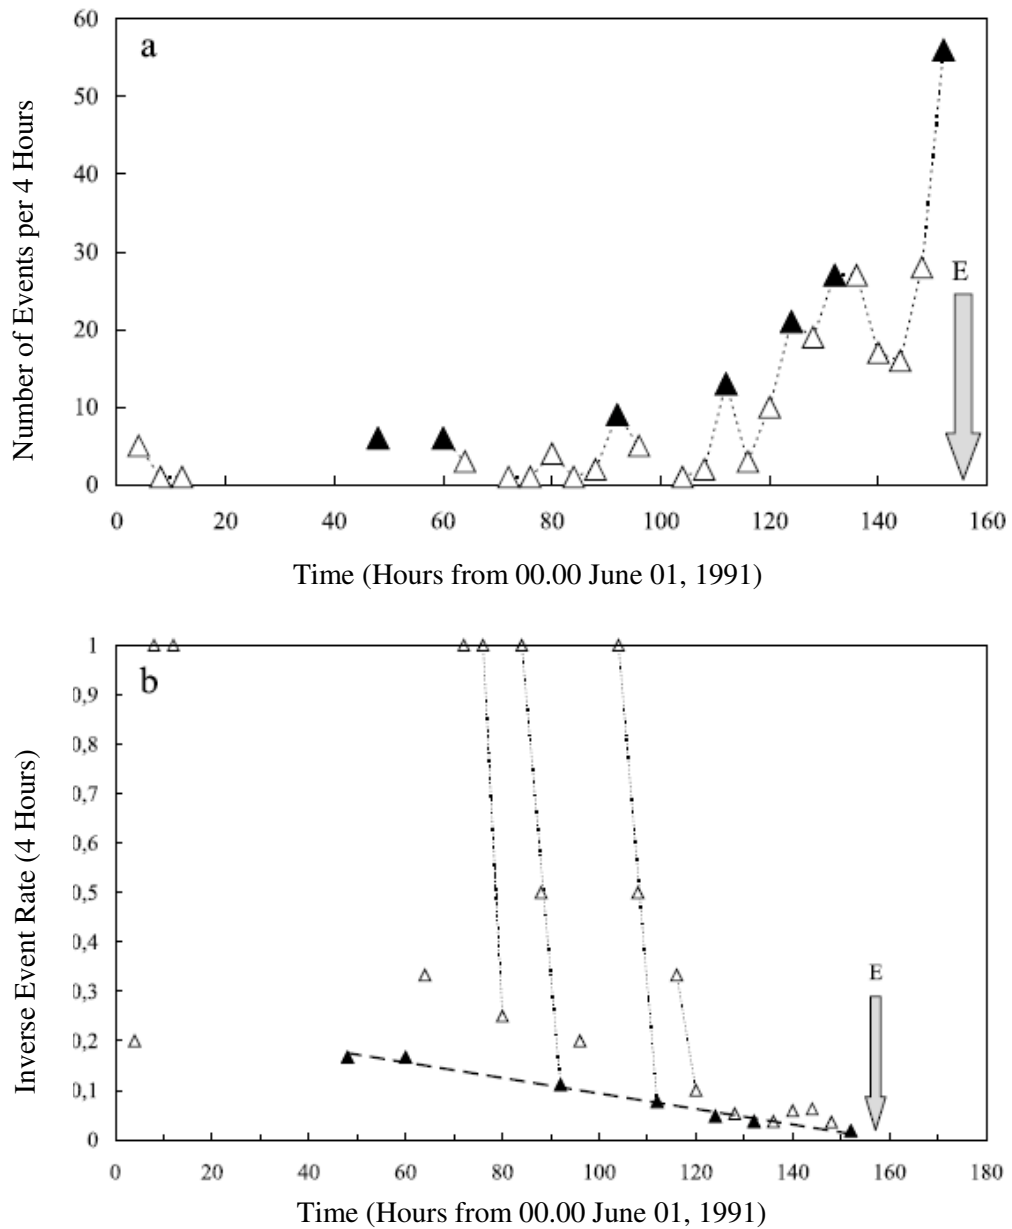 a
60
50
40
30
20
10
0
Number of Events per 4 Hours
E
0 20 40 60 80 100 120 140 160
Time (Hours from 00.00 June 01, 1991)
b
1
0,9
0,8
0,7
0,6
0,5
0,4
0,3
0,2
0,1
0
Inverse Event Rate (4 Hours)
E
0 20 40 60 80 100 120 140 160 180
Time (Hours from 00.00 June 01, 1991)